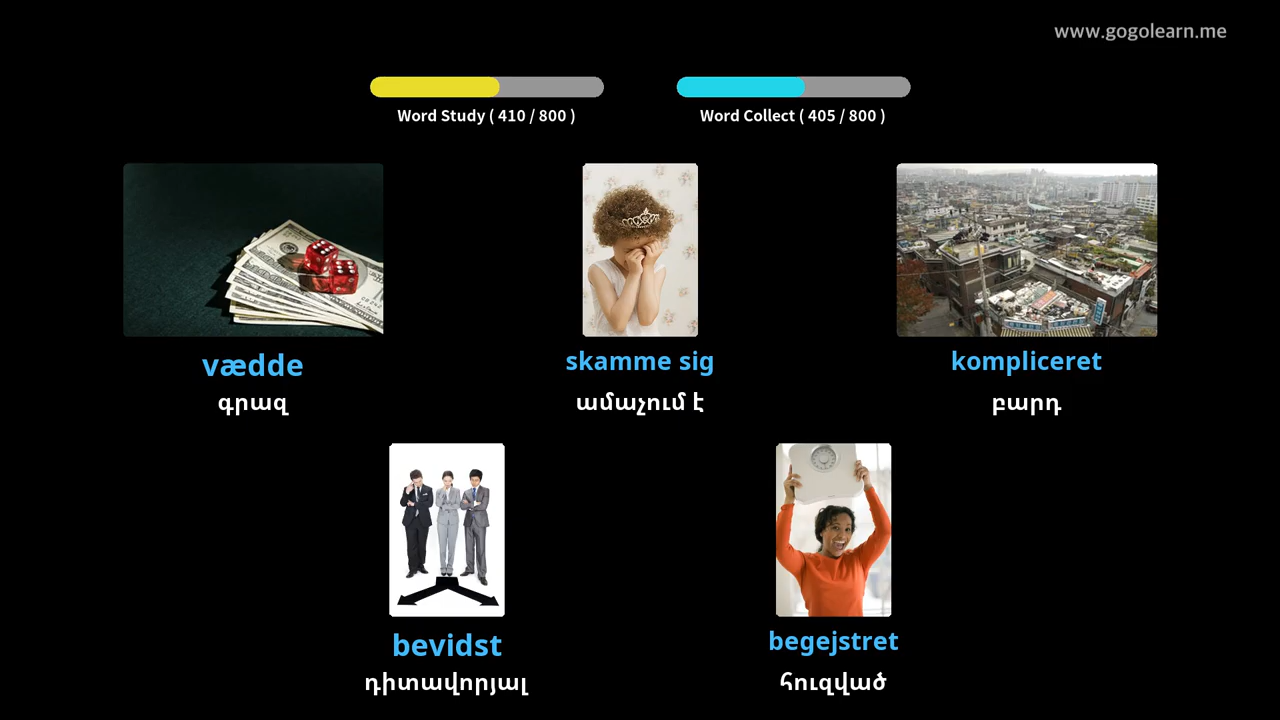 www.gogolearn.me
Word Study ( 410 / 800 )
Word Collect ( 405 / 800 )
vædde
skamme sig
kompliceret
գրազ
ամաչում է
բարդ
bevidst
begejstret
դիտավորյալ
հուզված